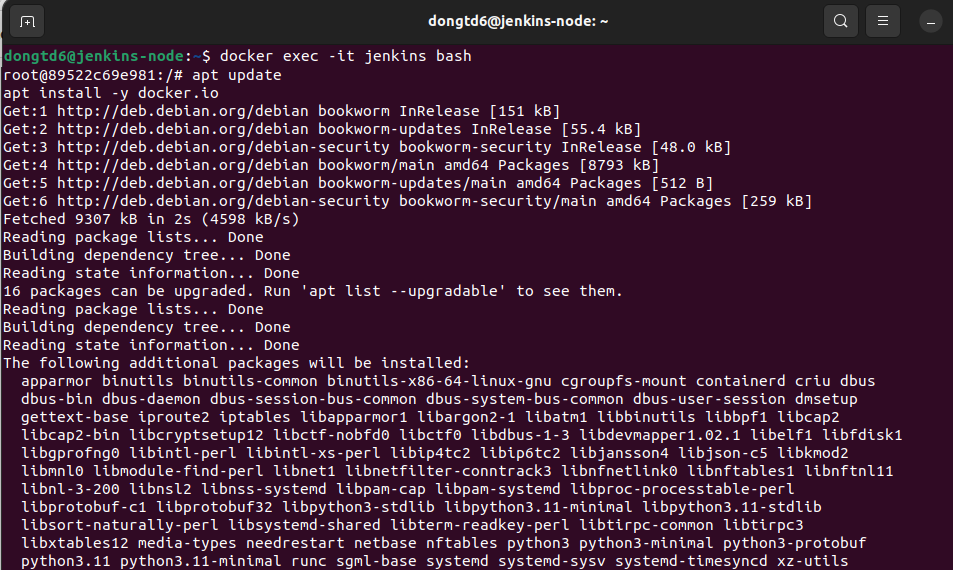 dongtd6@jenkins-node: ~
dongtd6@jenkins-node:~$ docker exec -it jenkins bash
root@89522c69e981:/# apt update
apt install -y docker.io
Get:1 http://deb.debian.org/debian bookworm InRelease [151 kB]
Get:2 http://deb.debian.org/debian bookworm-updates InRelease [55.4 kB]
Get:3 http://deb.debian.org/debian-security bookworm-security InRelease [48.0 kB]
Get:4 http://deb.debian.org/debian bookworm/main amd64 Packages [8793 kB]
Get:5 http://deb.debian.org/debian bookworm-updates/main amd64 Packages [512 B]
Get:6 http://deb.debian.org/debian-security bookworm-security/main amd64 Packages [259 kB]
Fetched 9307 kB in 2s (4598 kB/s)
Reading package lists... Done
Building dependency tree... Done
Reading state information... Done
16 packages can be upgraded. Run 'apt list --upgradable' to see them.
Reading package lists... Done
Building dependency tree... Done
Reading state information... Done
The following additional packages will be installed:
  apparmor binutils binutils-common binutils-x86-64-linux-gnu cgroupfs-mount containerd criu dbus
  dbus-bin dbus-daemon dbus-session-bus-common dbus-system-bus-common dbus-user-session dmsetup
  gettext-base iproute2 iptables libapparmor1 libargon2-1 libatm1 libbinutils libbpf1 libcap2
  libcap2-bin libcryptsetup12 libctf-nobfd0 libctf0 libdbus-1-3 libdevmapper1.02.1 libelf1 libfdisk1
  libgprofng0 libintl-perl libintl-xs-perl libip4tc2 libip6tc2 libjansson4 libjson-c5 libkmod2
  libmnl0 libmodule-find-perl libnet1 libnetfilter-conntrack3 libnfnetlink0 libnftables1 libnftnl11
  libnl-3-200 libnsl2 libnss-systemd libpam-cap libpam-systemd libproc-processtable-perl
  libprotobuf-c1 libprotobuf32 libpython3-stdlib libpython3.11-minimal libpython3.11-stdlib
  libsort-naturally-perl libsystemd-shared libterm-readkey-perl libtirpc-common libtirpc3
  libxtables12 media-types needrestart netbase nftables python3 python3-minimal python3-protobuf
  python3.11 python3.11-minimal runc sgml-base systemd systemd-sysv systemd-timesyncd xz-utils